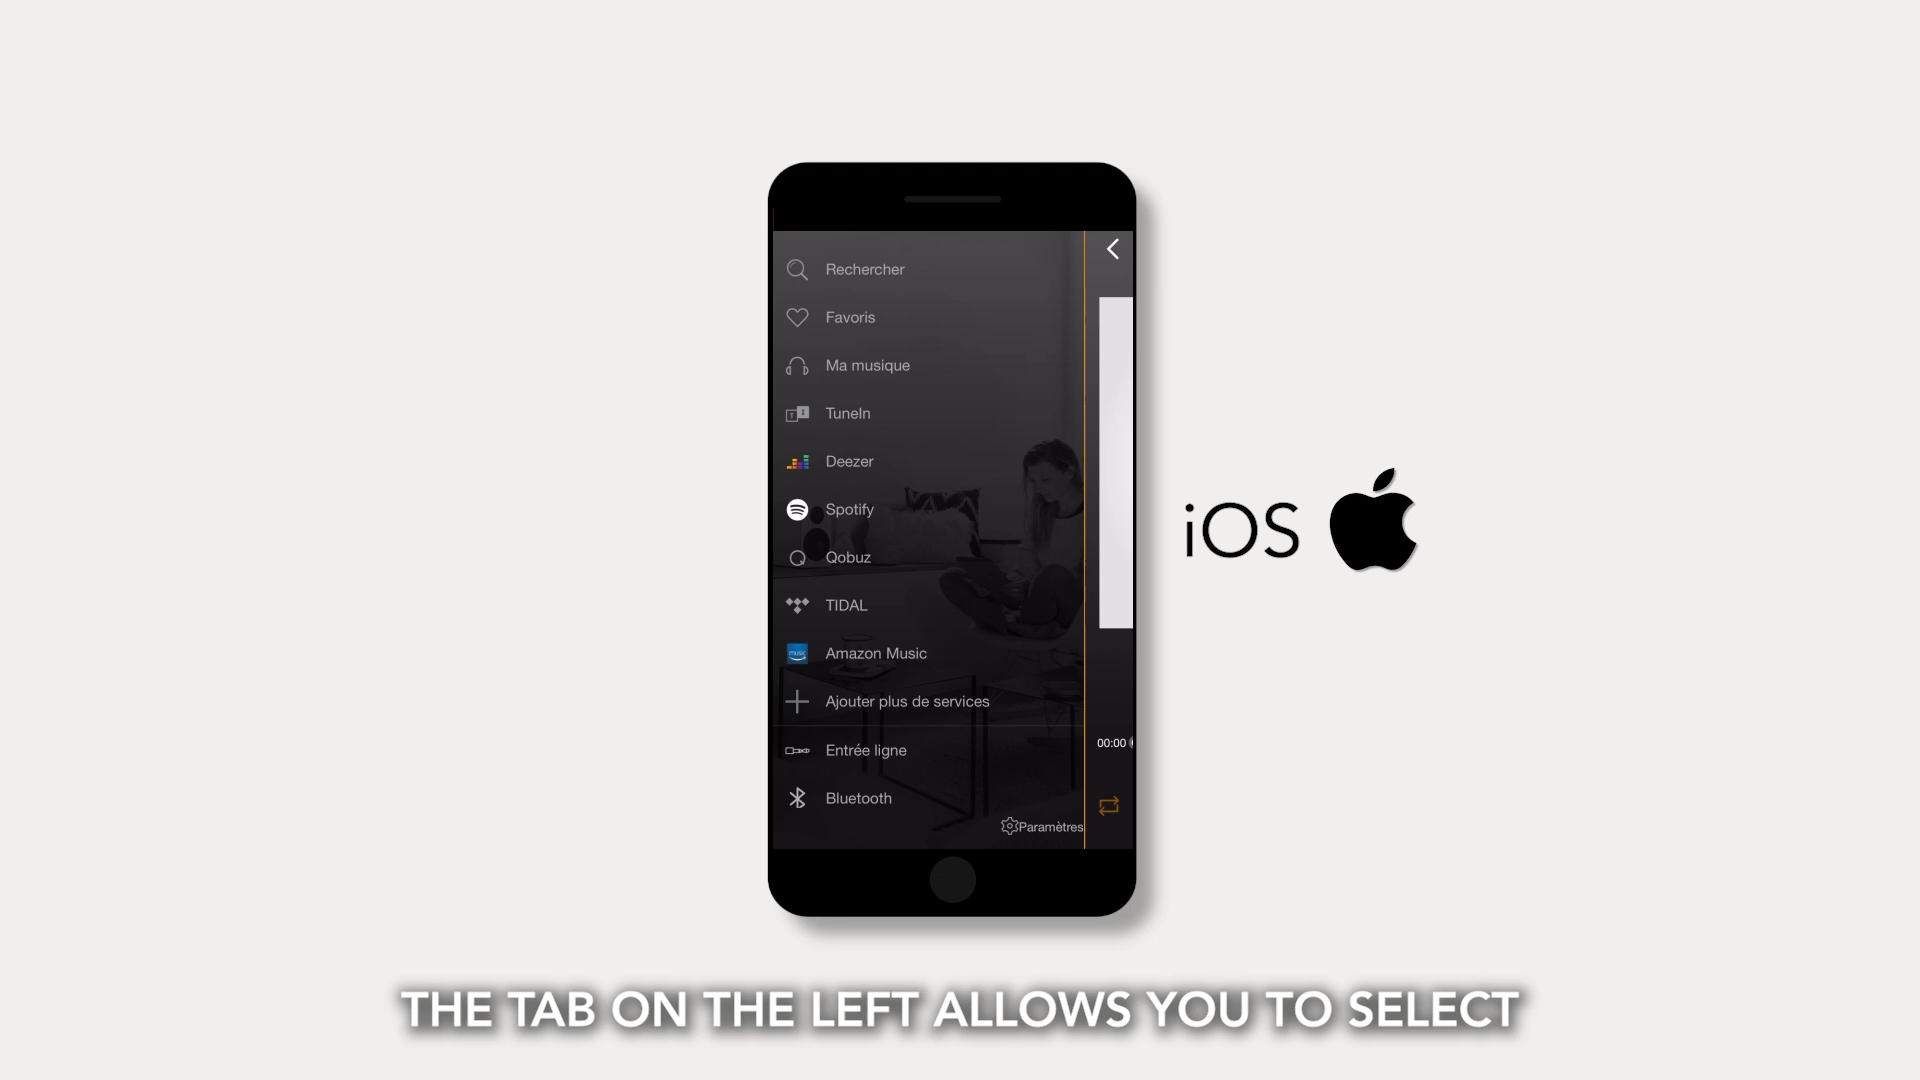 Rechercher
Favoris
Ma musique
TuneIn
Deezer
Spotify
Qobuz
TIDAL
music
Amazon Music
Ajouter plus de services
Entrée ligne
Bluetooth
Paramètres
00:00
iOS
THE TAB ON THE LEFT ALLOWS YOU TO SELECT